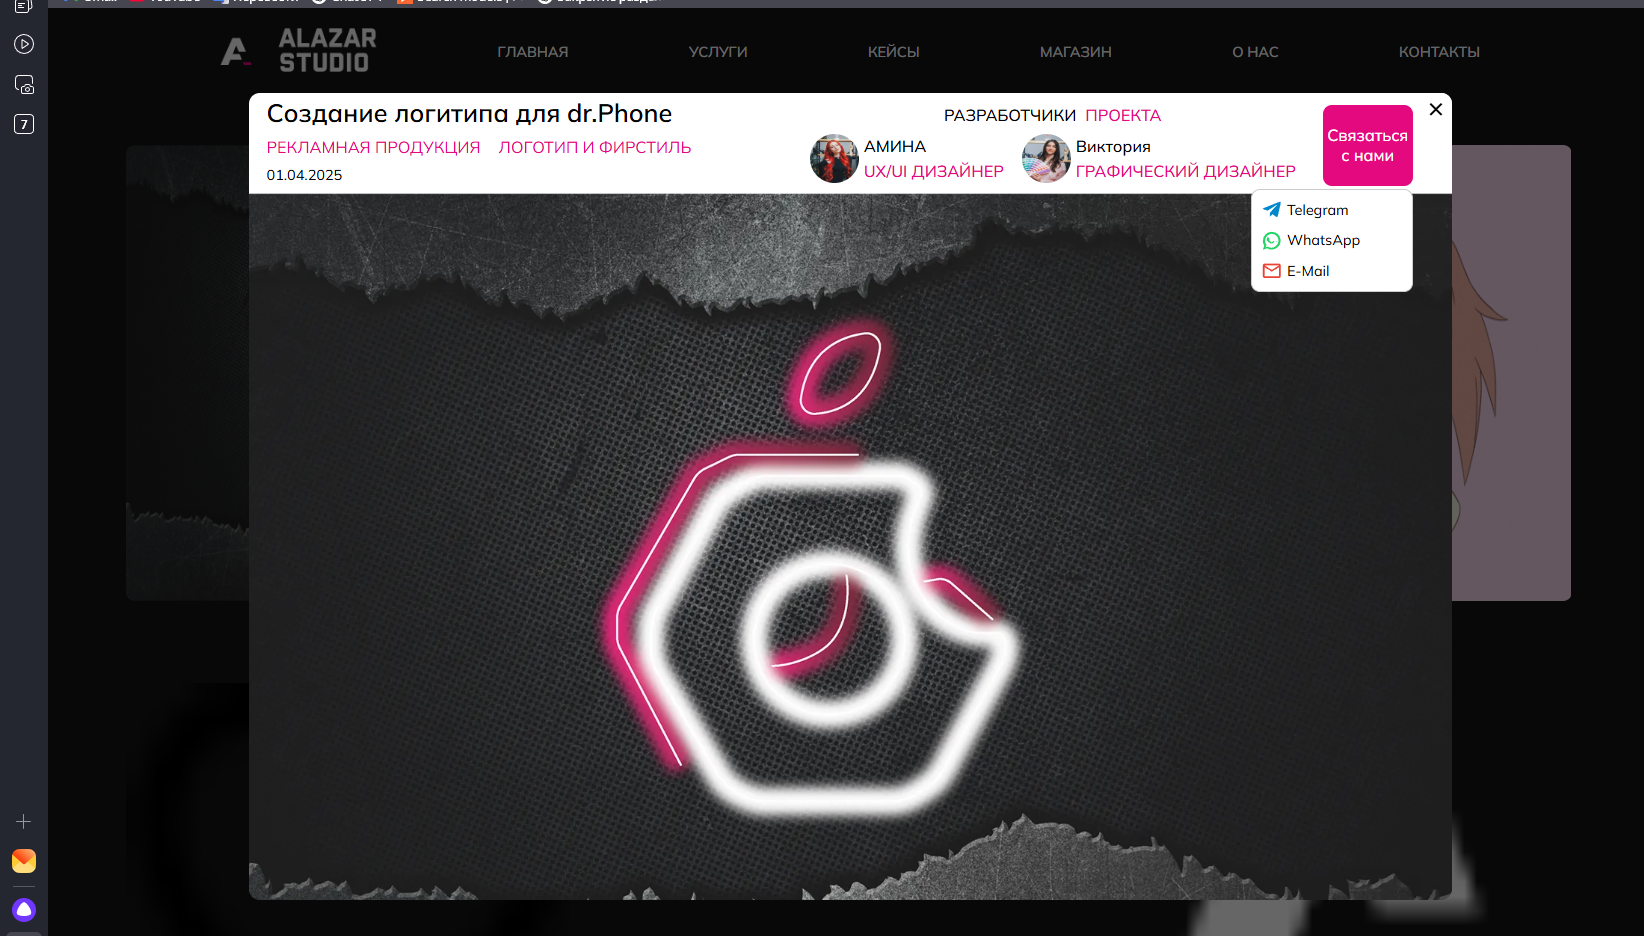 ALAZAR
STUDIO
ГЛАВНАЯ
УСЛУГИ
КЕЙСЫ
МАГАЗИН
О НАС
КОНТАКТЫ
Создание логитипа для dr.Phone
РЕКЛАМНАЯ ПРОДУКЦИЯ ЛОГОТИП И ФИРСТИЛЬ
01.04.2025
РАЗРАБОТЧИКИ ПРОЕКТА
АМИНА
UX/UI ДИЗАЙНЕР
Виктория
ГРАФИЧЕСКИЙ ДИЗАЙНЕР
Связаться
с нами
Telegram
WhatsApp
E-Mail
7